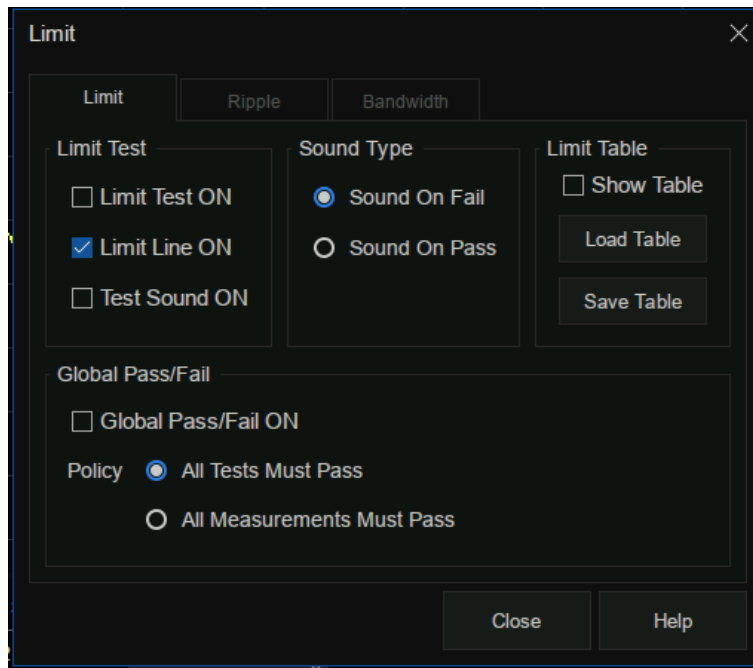 Limit
Limit Ripple Bandwidth
Limit Test Sound Type Limit Table
Limit Test ON Sound On Fail Show Table
Limit Line ON Sound On Pass Load Table
Test Sound ON Save Table
Global Pass/Fail
Global Pass/Fail ON
Policy All Tests Must Pass
All Measurements Must Pass
Close Help